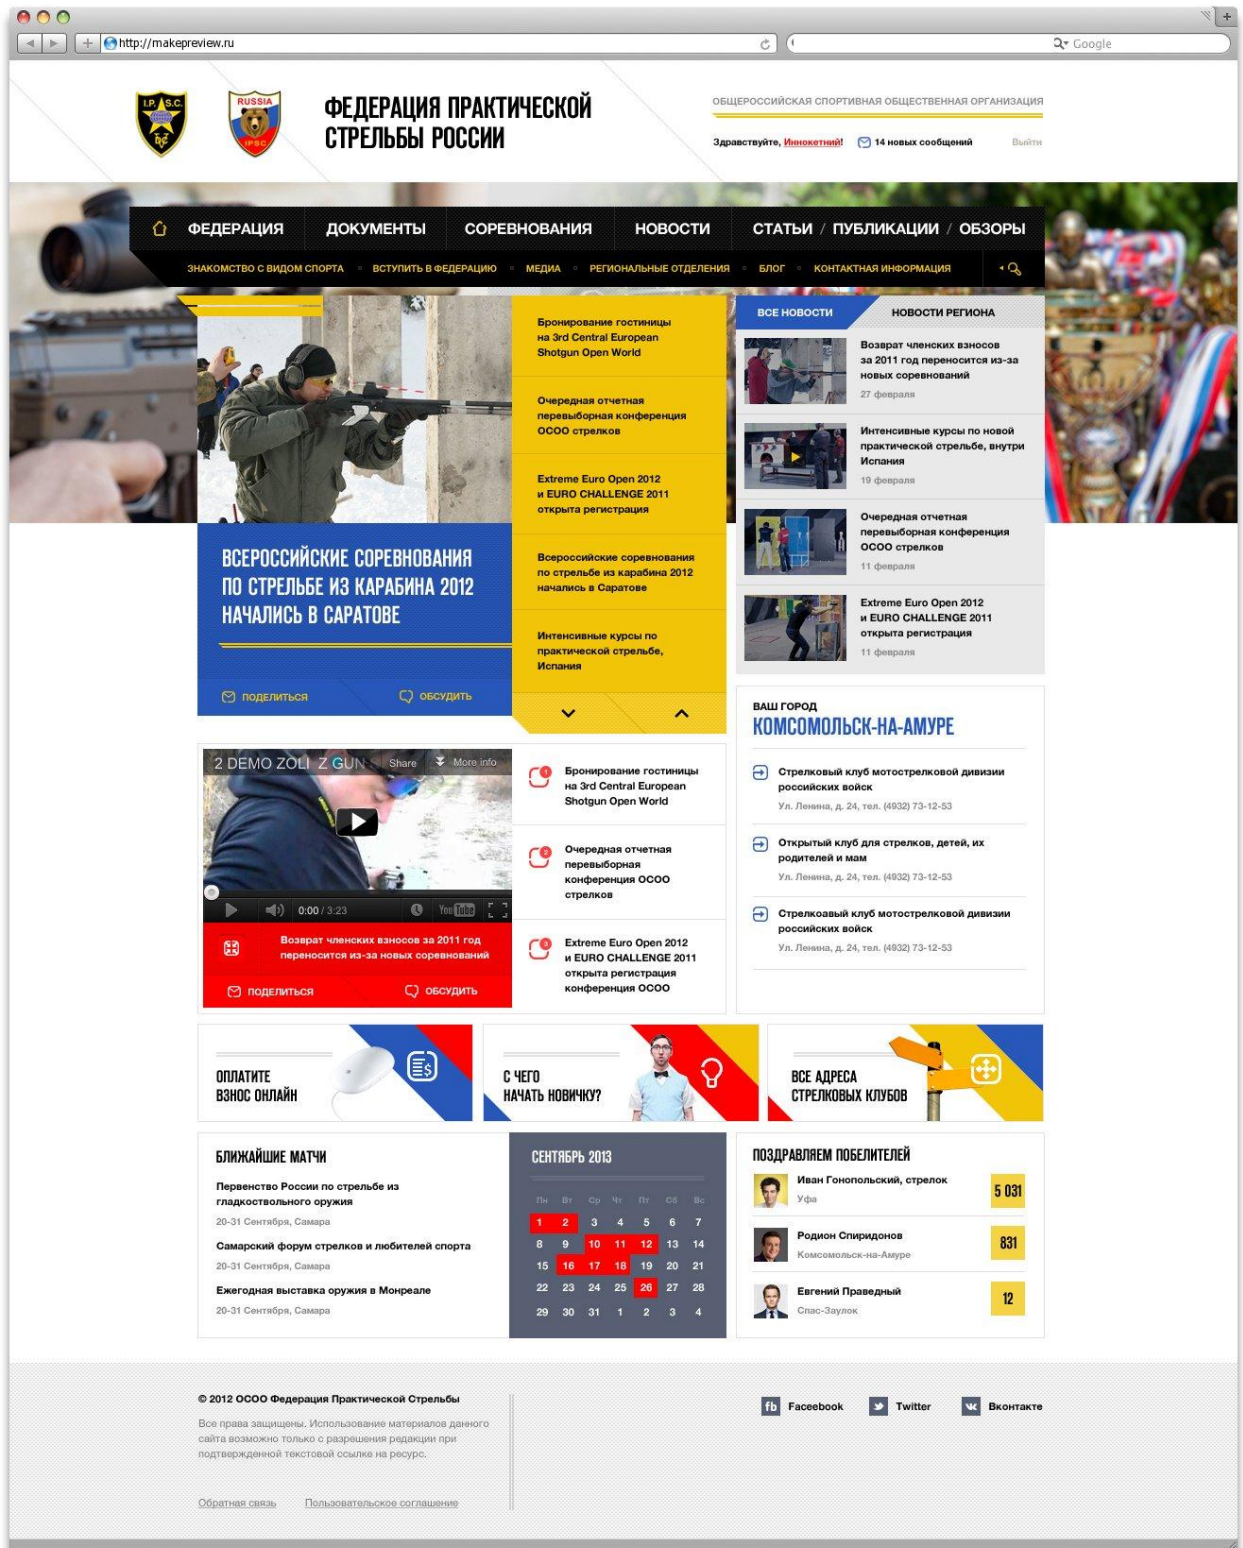 http://makepreview.ru
Google
I.P.S.C.
RUSSIA
IPSC
ФЕДЕРАЦИЯ ПРАКТИЧЕСКОЙ
СТРЕЛЬБЫ РОССИИ
ОБЩЕРОССИЙСКАЯ СПОРТИВНАЯ ОБЩЕСТВЕННАЯ ОРГАНИЗАЦИЯ
Здравствуйте, Иннокетний! 14 новых сообщений Выйти
ФЕДЕРАЦИЯ ДОКУМЕНТЫ СОРЕВНОВАНИЯ НОВОСТИ СТАТЬИ / ПУБЛИКАЦИИ / ОБЗОРЫ
ЗНАКОМСТВО С ВИДОМ СПОРТА ВСТУПИТЬ В ФЕДЕРАЦИЮ МЕДИА РЕГИОНАЛЬНЫЕ ОТДЕЛЕНИЯ БЛОГ КОНТАКТНАЯ ИНФОРМАЦИЯ
ВСЕРОССИЙСКИЕ СОРЕВНОВАНИЯ
ПО СТРЕЛЬБЕ ИЗ КАРАБИНА 2012
НАЧАЛИСЬ В САРАТОВЕ
ПОДЕЛИТЬСЯ ОБСУДИТЬ
Бронирование гостиницы
на 3rd Central European
Shotgun Open World
Очередная отчетная
перевыборная конференция
ОСОО стрелков
Extreme Euro Open 2012
и EURO CHALLENGE 2011
открыта регистрация
Всероссийские соревнования
по стрельбе из карабина 2012
начались в Саратове
Интенсивные курсы по
практической стрельбе,
Испания
ВСЕ НОВОСТИ НОВОСТИ РЕГИОНА
Возврат членских взносов
за 2011 год переносится из-за
новых соревнований
27 февраля
Интенсивные курсы по новой
практической стрельбе, внутри
Испания
19 февраля
Очередная отчетная
перевыборная конференция
ОСОО стрелков
11 февраля
Extreme Euro Open 2012
и EURO CHALLENGE 2011
открыта регистрация
11 февраля
2 DEMO ZOLI Z GUN Share More info
0:00 / 3:23 YouTube
Возврат членских взносов за 2011 год
переносится из-за новых соревнований
ПОДЕЛИТЬСЯ ОБСУДИТЬ
1
Бронирование гостиницы
на 3rd Central European
Shotgun Open World
2
Очередная отчетная
перевыборная
конференция ОСОО
стрелков
3
Extreme Euro Open 2012
и EURO CHALLENGE 2011
открыта регистрация
конференция ОСОО
ВАШ ГОРОД
КОМСОМОЛЬСК-НА-АМУРЕ
Стрелковый клуб мотострелковой дивизии
российских войск
Ул. Ленина, д. 24, тел. (4932) 73-12-53
Открытый клуб для стрелков, детей, их
родителей и мам
Ул. Ленина, д. 24, тел. (4932) 73-12-53
Стрелкоавый клуб мотострелковой дивизии
российских войск
Ул. Ленина, д. 24, тел. (4932) 73-12-53
ОПЛАТИТЕ
ВЗНОС ОНЛАЙН
С ЧЕГО
НАЧАТЬ НОВИЧКУ?
ВСЕ АДРЕСА
СТРЕЛКОВЫХ КЛУБОВ
БЛИЖАЙШИЕ МАТЧИ
Первенство России по стрельбе из
гладкоствольного оружия
20-31 Сентября, Самара
Самарский форум стрелков и любителей спорта
20-31 Сентября, Самара
Ежегодная выставка оружия в Монреале
20-31 Сентября, Самара
СЕНТЯБРЬ 2013
Пн Вт Ср Чт Пт Сб Вс
1 2 3 4 5 6 7
8 9 10 11 12 13 14
15 16 17 18 19 20 21
22 23 24 25 26 27 28
29 30 31 1 2 3 4
ПОЗДРАВЛЯЕМ ПОБЕЛИТЕЛЕЙ
Иван Гонопольский, стрелок
Уфа
5 031
Родион Спиридонов
Комсомольск-на-Амуре
831
Евгений Праведный
Спас-Заулок
12
© 2012 ОСОО Федерация Практической Стрельбы
Все права защищены. Использование материалов данного
сайта возможно только с разрешения редакции при
подтвержденной текстовой ссылке на ресурс.
Обратная связь Пользовательское соглашение
fb Faceebook Twitter Вконтакте